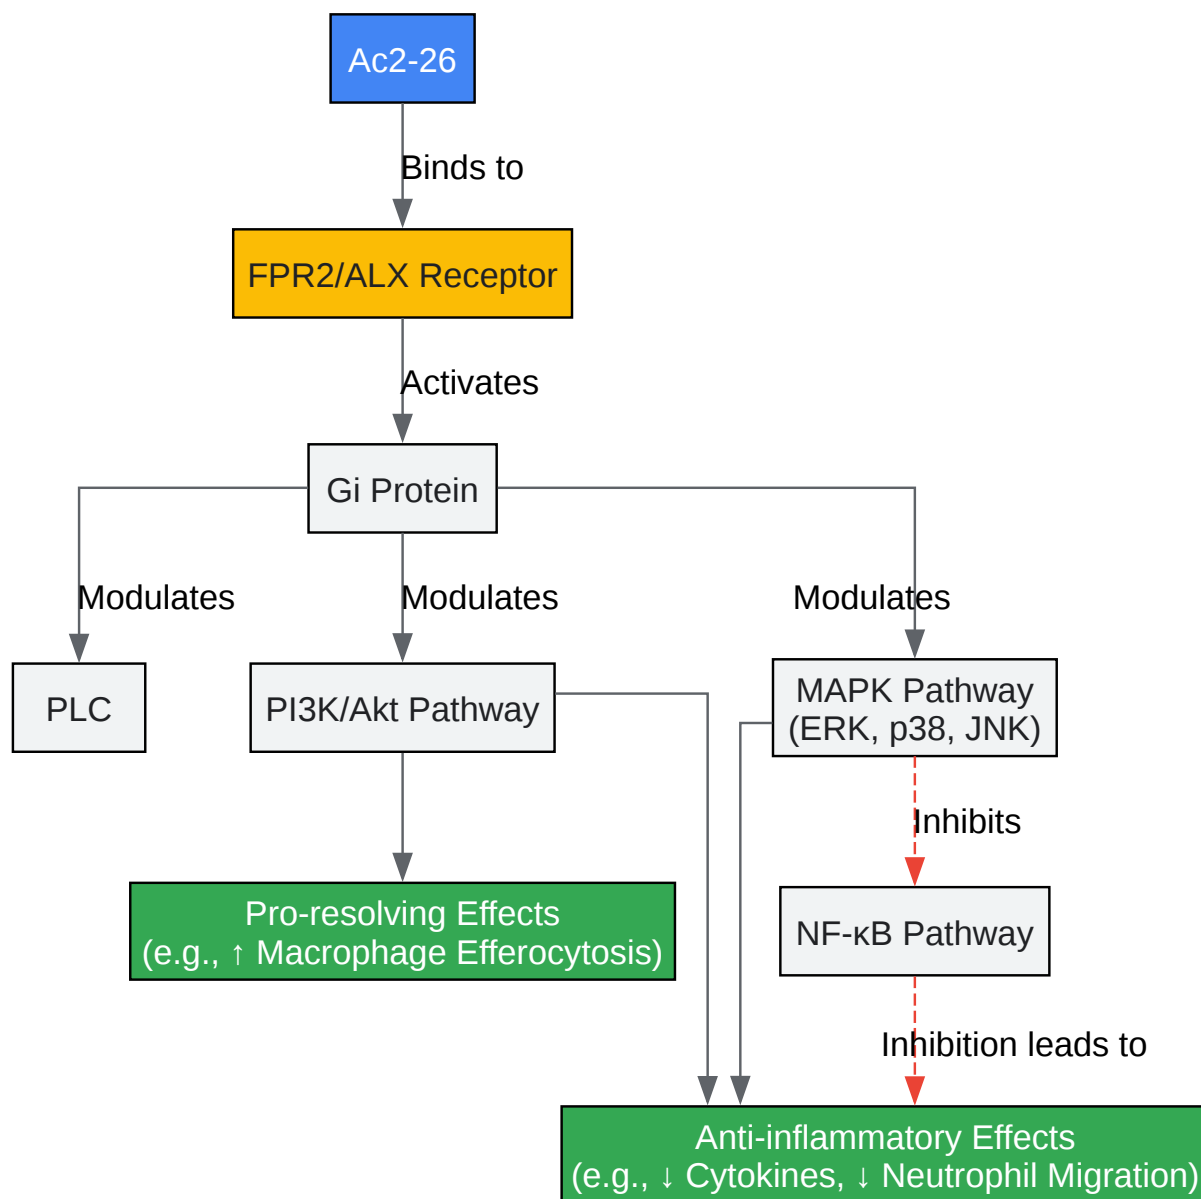 Ac2-26
Binds to
FPR2/ALX Receptor
Activates
Gi Protein
Modulates
Modulates
Modulates
PLC
PI3K/Akt Pathway
MAPK Pathway
(ERK, p38, JNK)
Inhibits
Pro-resolving Effects
(e.g., ↑ Macrophage Efferocytosis)
NF-κB Pathway
Inhibition leads to
Anti-inflammatory Effects
(e.g., ↓ Cytokines, ↓ Neutrophil Migration)